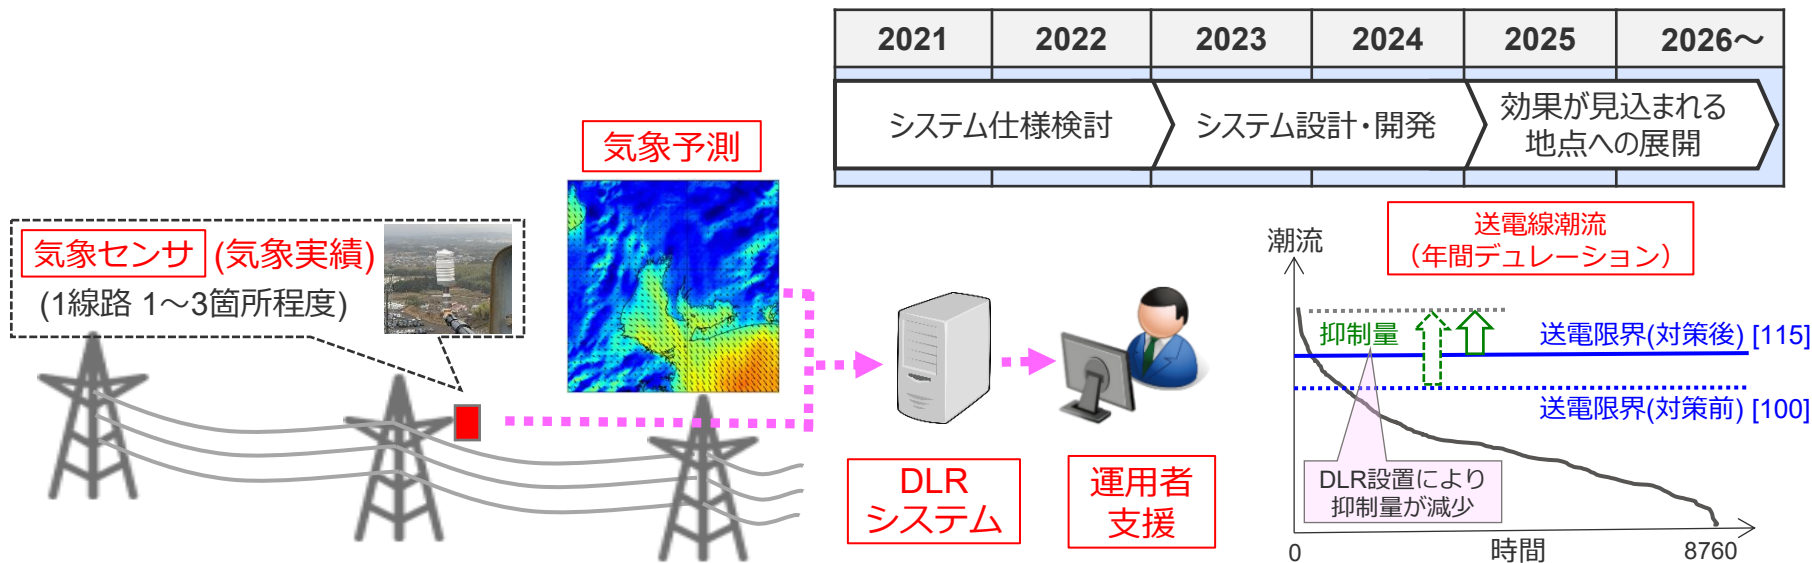 2021 2022 2023 2024 2025 2026～
システム仕様検討
システム設計・開発
効果が見込まれる
地点への展開
気象予測
気象センサ (気象実績)
(1線路 1～3箇所程度)
DLR
システム
運用者
支援
送電線潮流
（年間デュレーション）
潮流
抑制量
送電限界(対策後) [115]
送電限界(対策前) [100]
DLR設置により
抑制量が減少
0
時間
8760